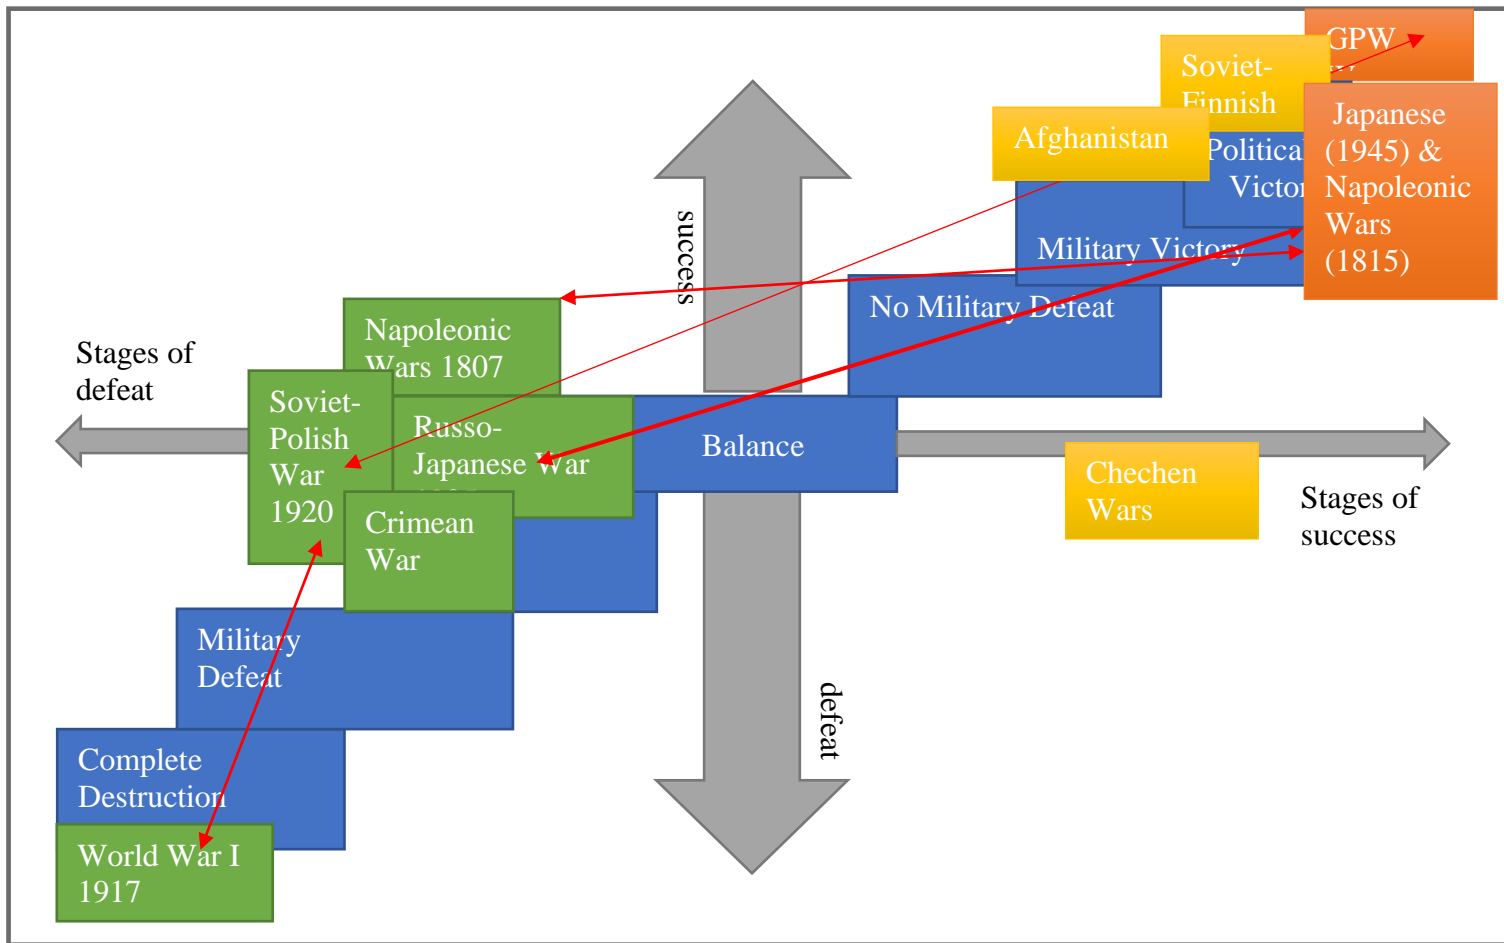 GPW
Soviet-
Finnish
Japanese
(1945) &
Napoleonic
Wars
(1815)
Afghanistan
Political
Victor
Military Victory
No Military Defeat
success
Napoleonic
Wars 1807
Stages of
defeat
Soviet-
Polish
War
1920
Russo-
Japanese War
Balance
Chechen
Wars
Stages of
success
Crimean
War
Military
Defeat
defeat
Complete
Destruction
World War I
1917